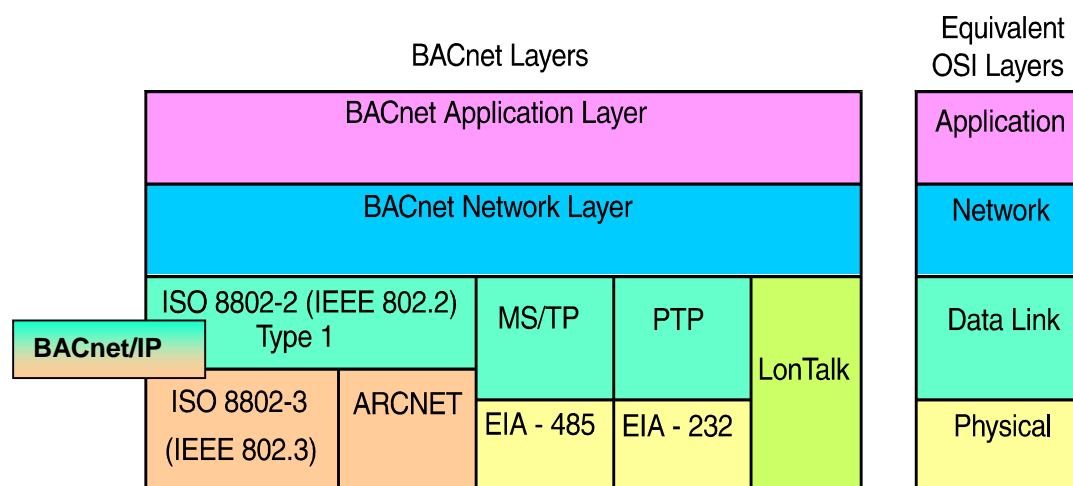 BACnet Layers
Equivalent
OSI Layers
BACnet Application Layer
Application
BACnet Network Layer
Network
ISO 8802-2 (IEEE 802.2)
Type 1
MS/TP
PTP
LonTalk
Data Link
BACnet/IP
ISO 8802-3
(IEEE 802.3)
ARCNET
EIA - 485
EIA - 232
Physical